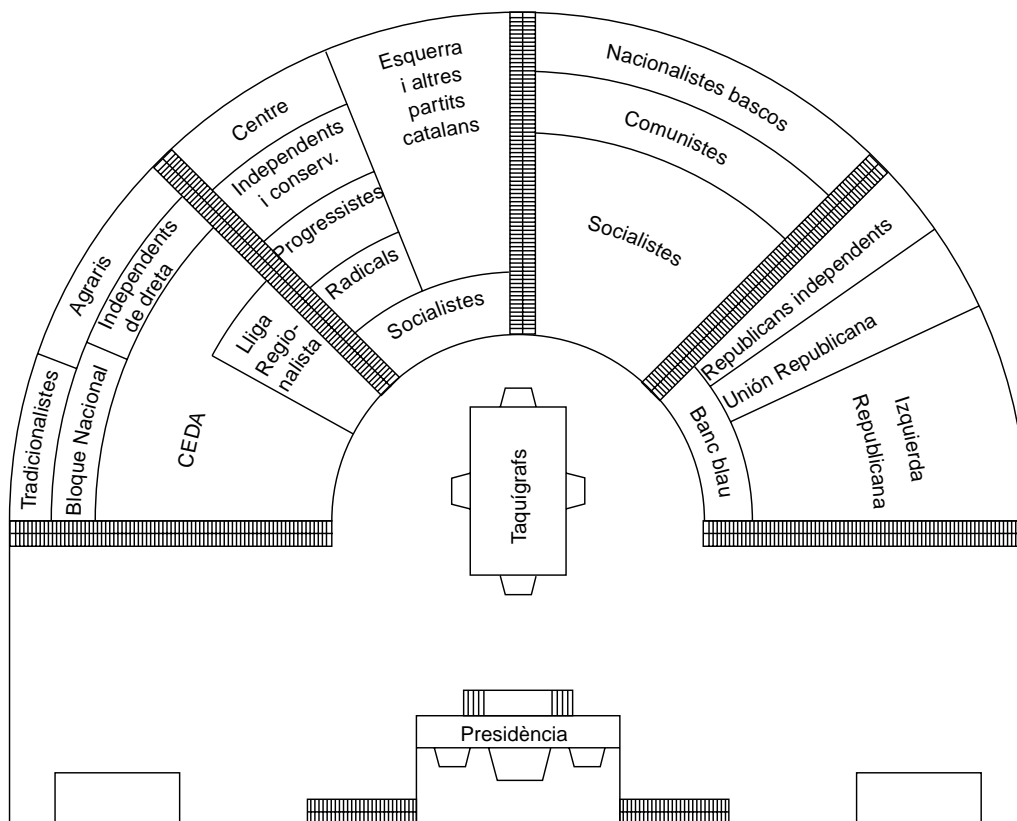 Esquerra
i altres
partits
catalans
Nacionalistes bascos
Centre
Comunistes
Independents
i conserv.
Progressistes
Radicals
Socialistes
Socialistes
Agraris
Independents
de dreta
Republicans independents
Lliga
Regio-
nalista
Unión Republicana
Tradicionalistes
Bloque Nacional
CEDA
Banc blau
Izquierda
Republicana
Taquígrafs
Presidència